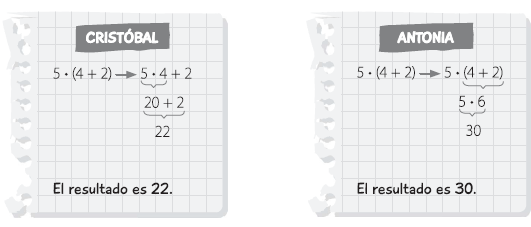 CRISTÓBAL
5 • (4 + 2) → 5 • 4 + 2
20 + 2
22
El resultado es 22.
ANTONIA
5 • (4 + 2) → 5 • (4 + 2)
5 • 6
30
El resultado es 30.